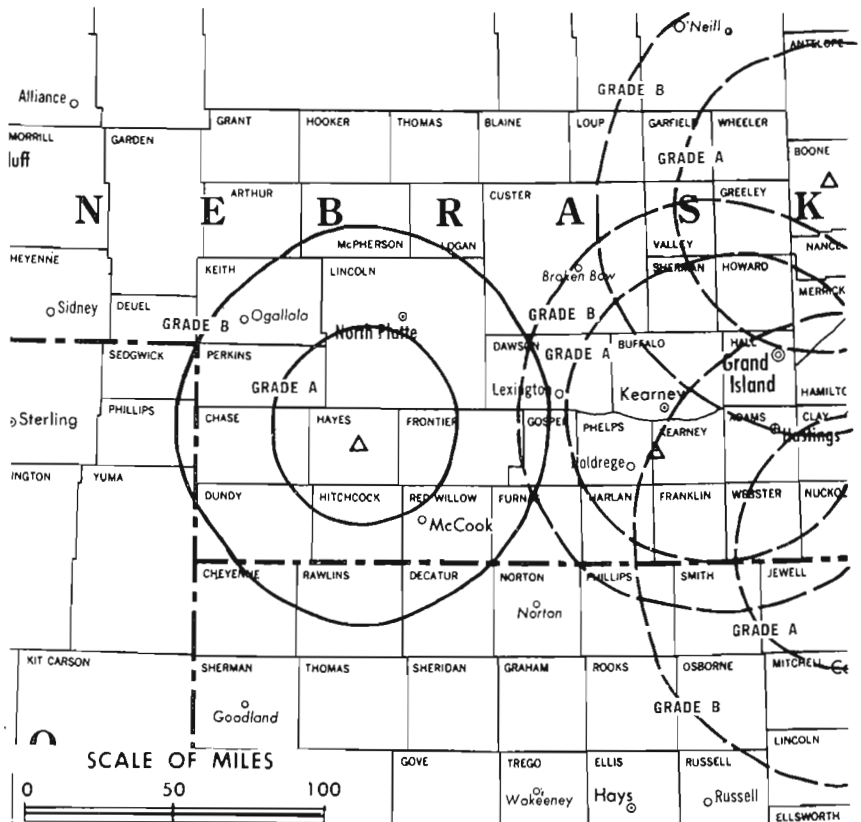 O'Neill
ANTELOPE
GRADE B
Alliance
GRANT
HOOKER
THOMAS
BLAINE
LOUP
GARFIELD
WHEELER
MORRILL
GARDEN
BOONE
luff
GRADE A
ARTHUR
CUSTER
GREELEY
N E B R A S K
McPHERSON
LOGAN
VALLEY
NANCE
HEYENNE
KEITH
LINCOLN
Broken Bow
SHERMAN
HOWARD
MERRICK
DEUEL
Sidney
Ogallala
North Platte
GRADE B
GRADE B
SEDGWICK
PERKINS
DAWSON
GRADE A
BUFFALO
HALL
Grand
Island
GRADE A
Lexington
Kearney
HAMILTO
PHILLIPS
Sterling
CHASE
HAYES
FRONTIER
GOSPER
PHELPS
KEARNEY
ADAMS
CLAY
Hastings
Holdrege
INGTON
YUMA
DUNDY
HITCHCOCK
RED WILLOW
FURNAS
HARLAN
FRANKLIN
WEBSTER
NUCKO
McCook
CHEYENNE
RAWLINS
DECATUR
NORTON
PHILLIPS
SMITH
JEWELL
Norton
GRADE A
KIT CARSON
SHERMAN
THOMAS
SHERIDAN
GRAHAM
ROOKS
OSBORNE
MITCHELL
Goodland
GRADE B
O
LINCOLN
SCALE OF MILES
GOVE
TREGO
ELLIS
RUSSELL
0 50 100
Wakeeney
Hays
Russell
ELLSWORTH